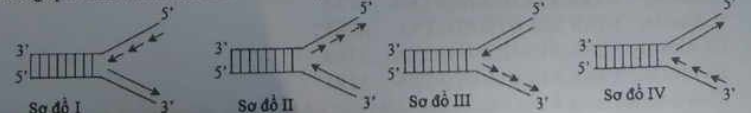 5' 5' 5' 5'
3' 3' 3' 3'
5' 5' 5' 5'
3' 3' 3' 3'
Sơ đồ I Sơ đồ II Sơ đồ III Sơ đồ IV